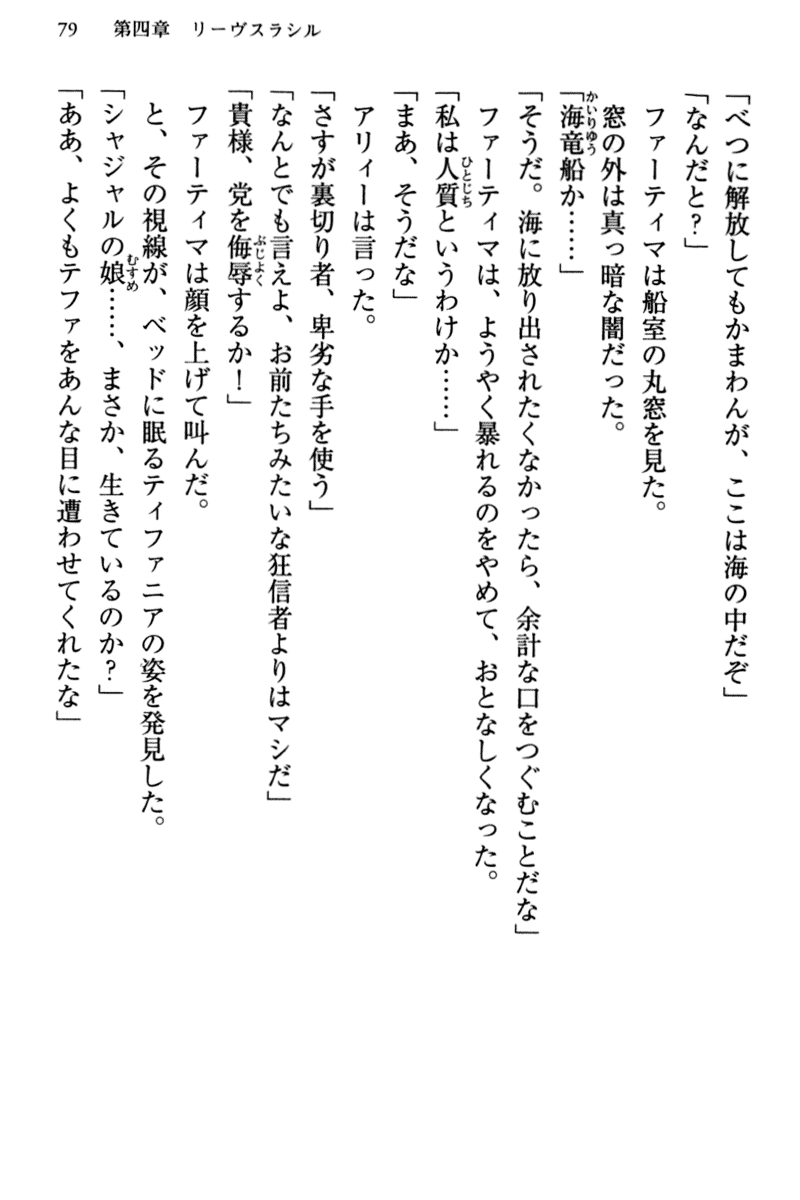 79　第四章　リーヴスラシル
「べつに解放してもかまわんが、ここは海の中だぞ」
「なんだと？」
　ファーティマは船室の丸窓を見た。
　窓の外は真っ暗な闇だった。
「海竜船か……」
「そうだ。海に放り出されたくなかったら、余計な口をつぐむことだな」
　ファーティマは、ようやく暴れるのをやめて、おとなしくなった。
「私は人質というわけか……」
「まあ、そうだな」
　アリィーは言った。
「さすが裏切り者、卑劣な手を使う」
「なんとでも言えよ、お前たちみたいな狂信者よりはマシだ」
「貴様、党を侮辱するか！」
　ファーティマは顔を上げて叫んだ。
　と、その視線が、ベッドに眠るティファニアの姿を発見した。
「シャジャルの娘……、まさか、生きているのか？」
「ああ、よくもテファをあんな目に遭わせてくれたな」